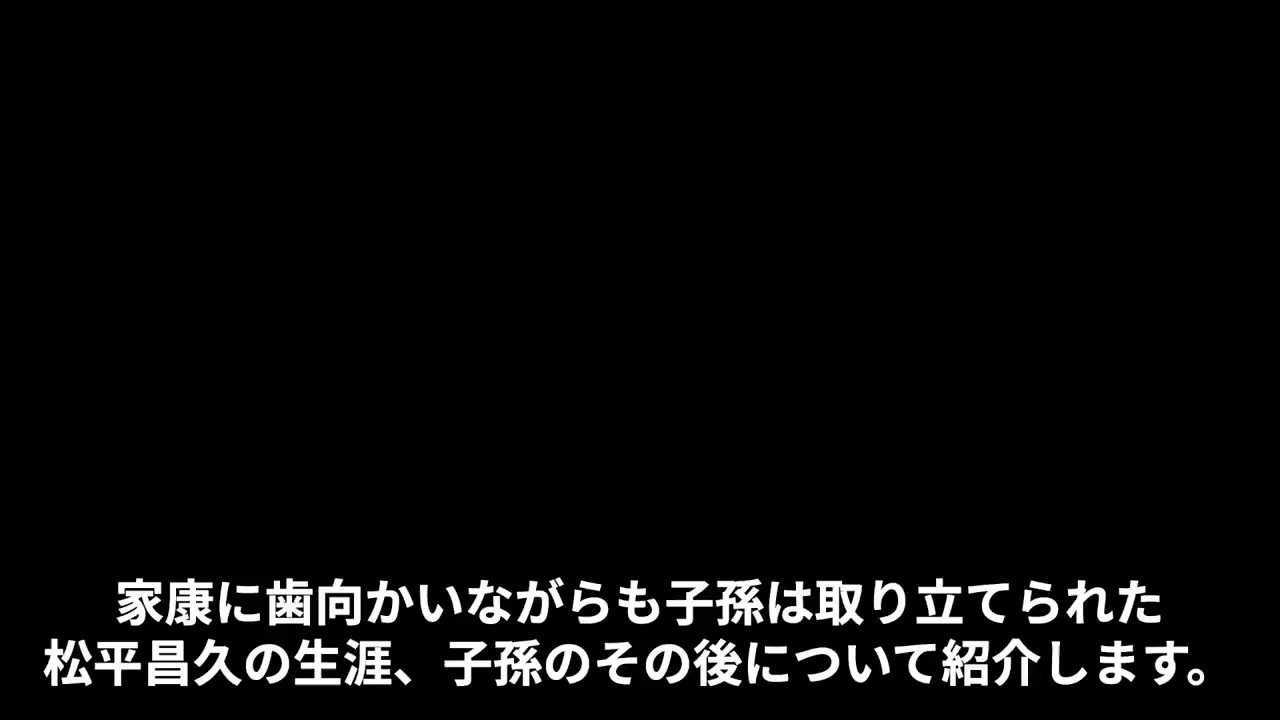 家康に歯向かいながらも子孫は取り立てられた
松平昌久の生涯、子孫のその後について紹介します。